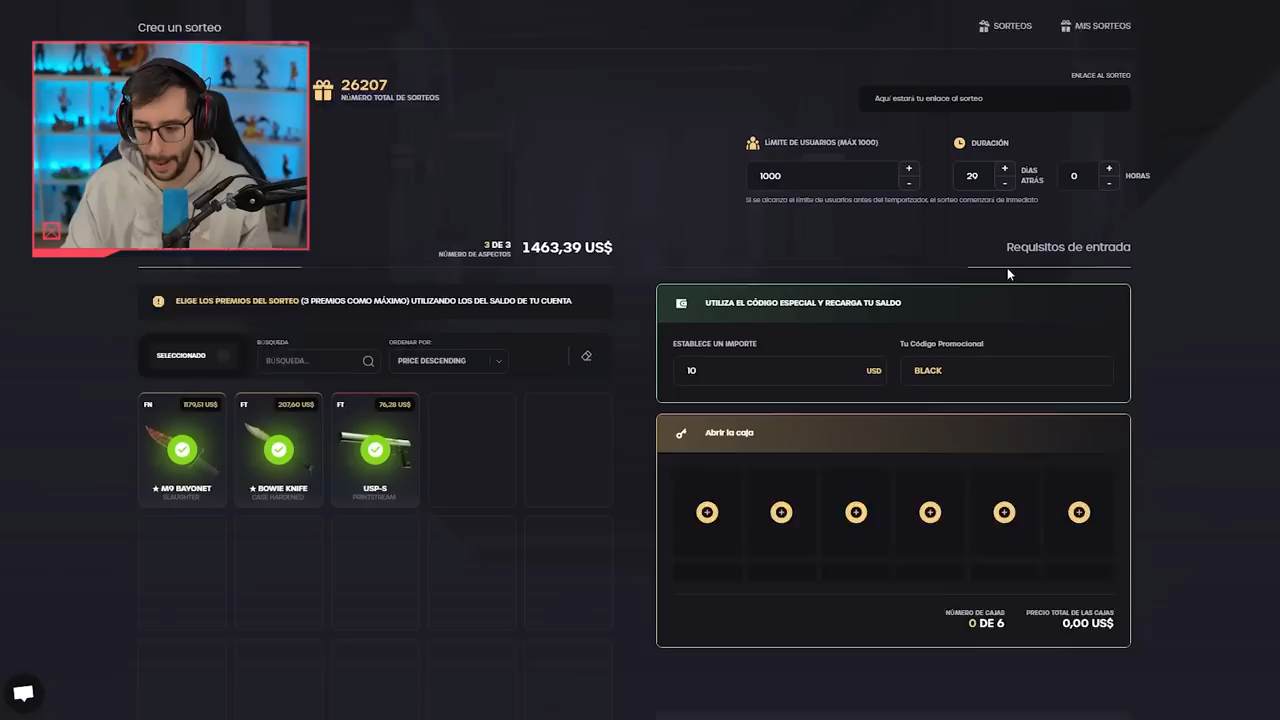 Crea un sorteo
SORTEOS
MIS SORTEOS
26207
NÚMERO TOTAL DE SORTEOS
ENLACE AL SORTEO
Aquí estará tu enlace al sorteo
LÍMITE DE USUARIOS (MÁX 1000)
DURACIÓN
1000
+
-
29
+
-
DÍAS
ATRÁS
0
+
-
HORAS
Si se alcanza el límite de usuarios antes del temporizador, el sorteo comenzará de inmediato
3 DE 3
NÚMERO DE ASPECTOS
1463,39 US$
Requisitos de entrada
ELIGE LOS PREMIOS DEL SORTEO (3 PREMIOS COMO MÁXIMO) UTILIZANDO LOS DEL SALDO DE TU CUENTA
SELECCIONADO
BÚSQUEDA
BÚSQUEDA...
ORDENAR POR:
PRICE DESCENDING
FN
1179,51 US$
★ M9 BAYONET
SLAUGHTER
FT
207,60 US$
★ BOWIE KNIFE
CASE HARDENED
FT
76,28 US$
USP-S
PRINTSTREAM
UTILIZA EL CÓDIGO ESPECIAL Y RECARGA TU SALDO
ESTABLECE UN IMPORTE
Tu Código Promocional
10
USD
BLACK
Abrir la caja
NÚMERO DE CAJAS
0 DE 6
PRECIO TOTAL DE LAS CAJAS
0,00 US$